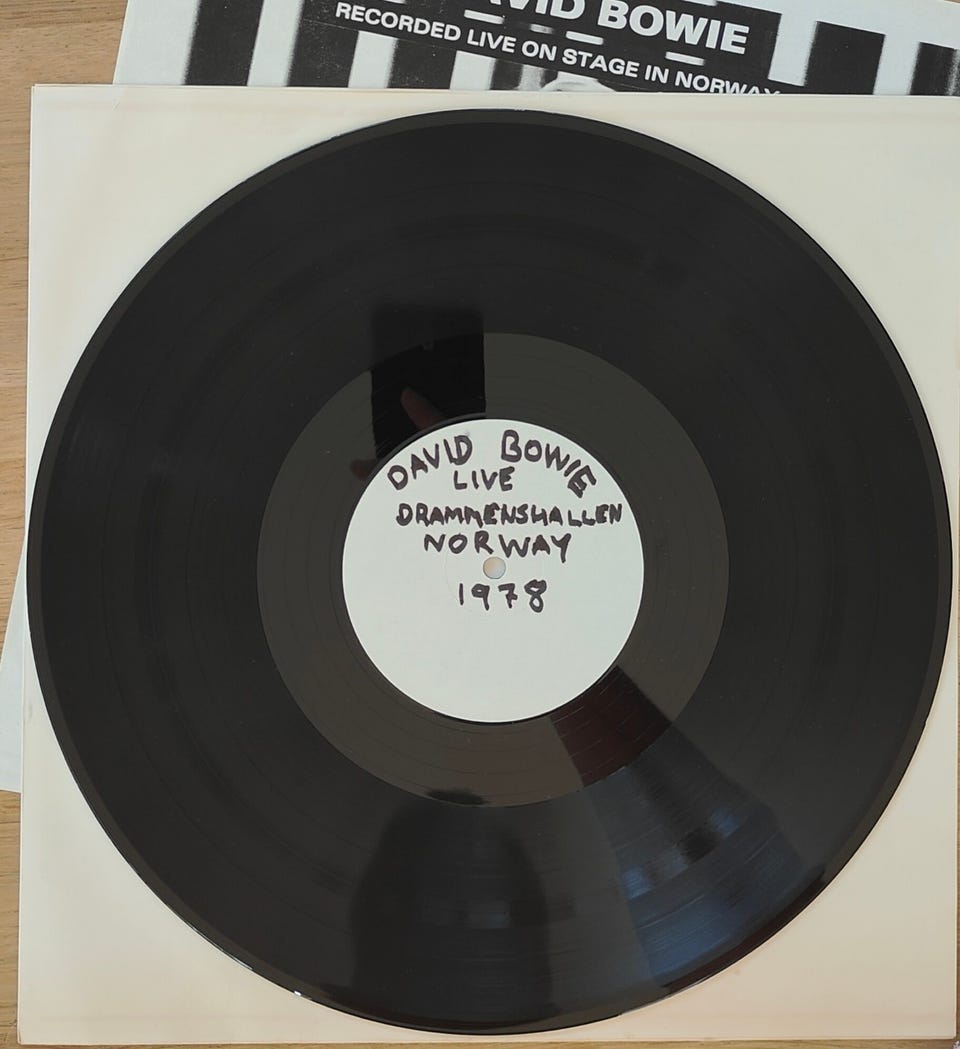 DAVID BOWIE
RECORDED LIVE ON STAGE IN NORWAY
DAVID BOWIE
LIVE
DRAMMENSHALLEN
NORWAY
1978